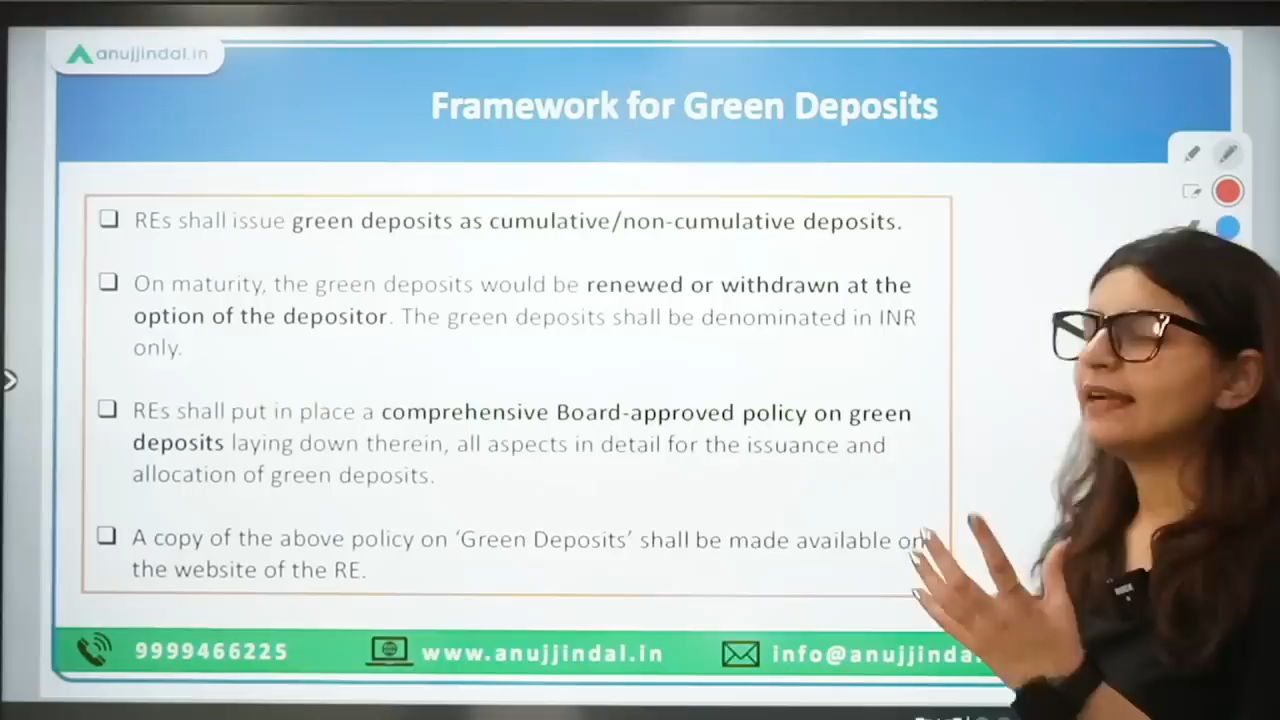 anujjindal.in
Framework for Green Deposits
REs shall issue green deposits as cumulative/non-cumulative deposits.
On maturity, the green deposits would be renewed or withdrawn at the
option of the depositor. The green deposits shall be denominated in INR
only.
REs shall put in place a comprehensive Board-approved policy on green
deposits laying down therein, all aspects in detail for the issuance and
allocation of green deposits.
A copy of the above policy on ‘Green Deposits’ shall be made available on
the website of the RE.
9999466225
www.anujjindal.in
info@anujjinda